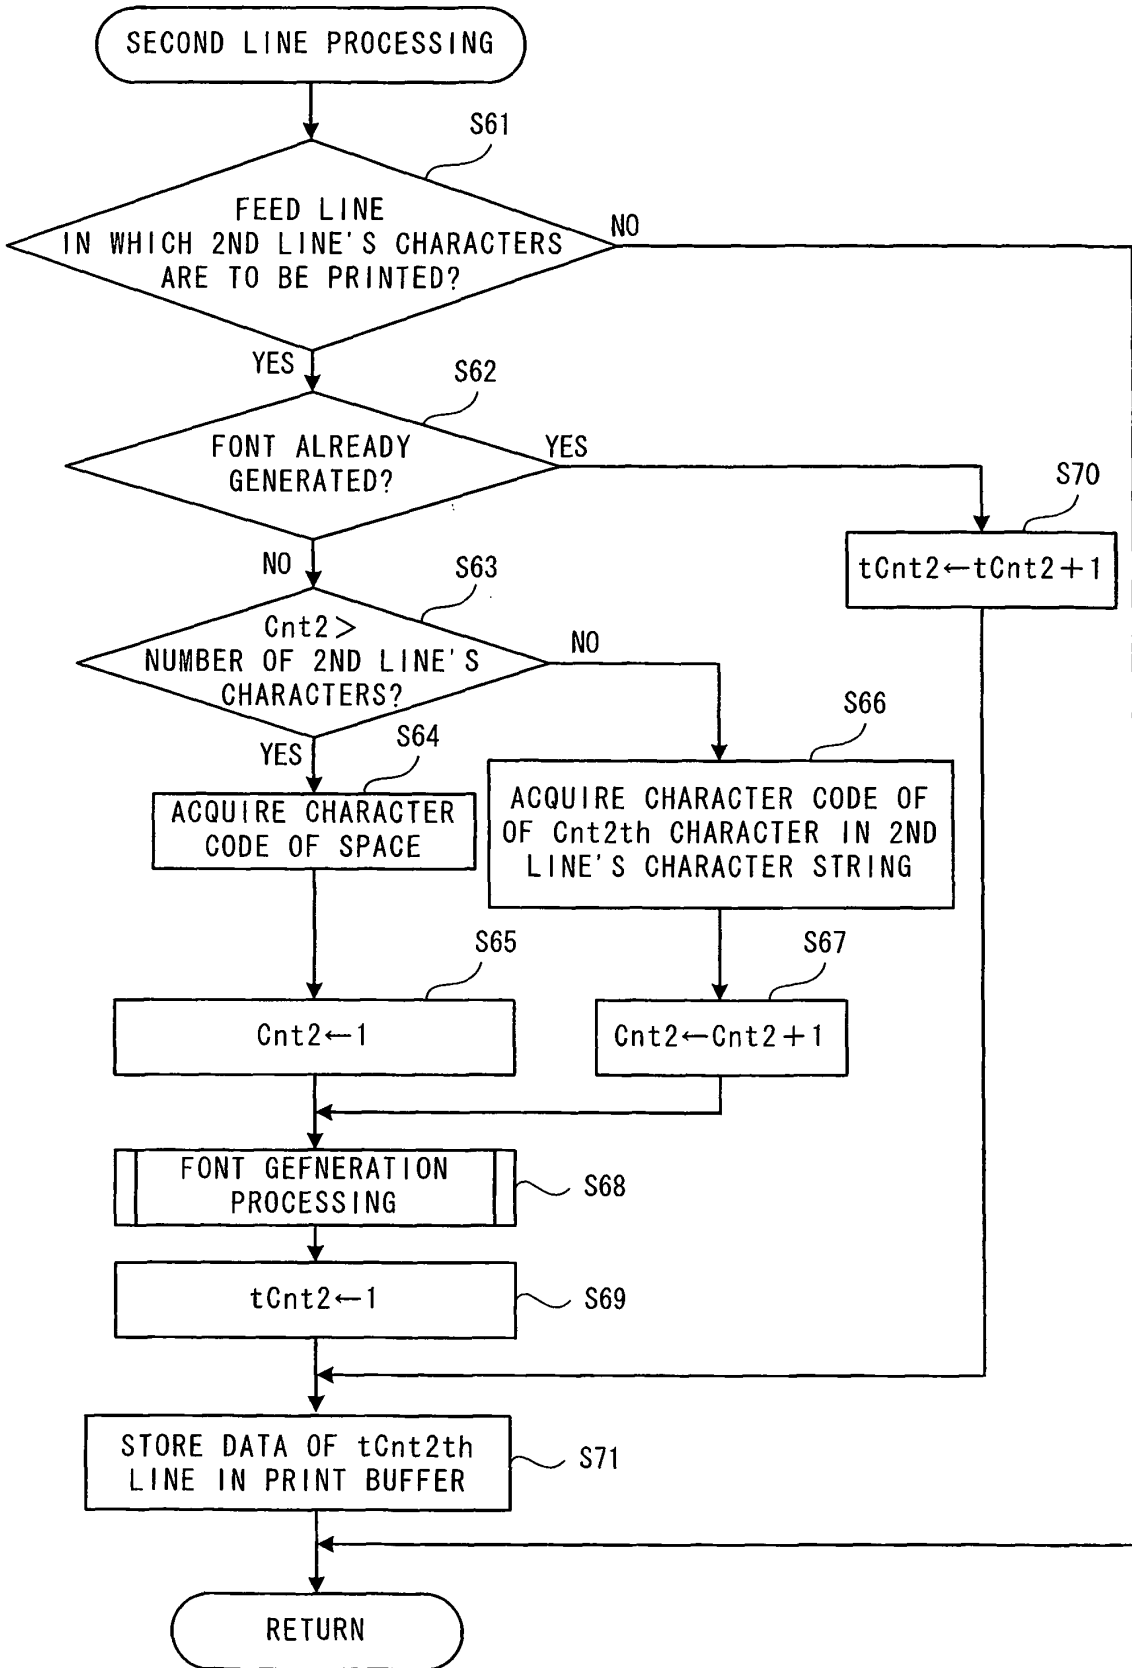 SECOND LINE PROCESSING
S61
FEED LINE
IN WHICH 2ND LINE'S CHARACTERS
ARE TO BE PRINTED?
NO
YES
S62
FONT ALREADY
GENERATED?
YES
S70
tCnt2←tCnt2+1
NO
S63
Cnt2>
NUMBER OF 2ND LINE'S
CHARACTERS?
NO
YES
S64
ACQUIRE CHARACTER
CODE OF SPACE
S66
ACQUIRE CHARACTER CODE OF
OF Cnt2th CHARACTER IN 2ND
LINE'S CHARACTER STRING
S65
Cnt2←1
S67
Cnt2←Cnt2+1
FONT GEFNERATION
PROCESSING
S68
tCnt2←1
S69
STORE DATA OF tCnt2th
LINE IN PRINT BUFFER
S71
RETURN